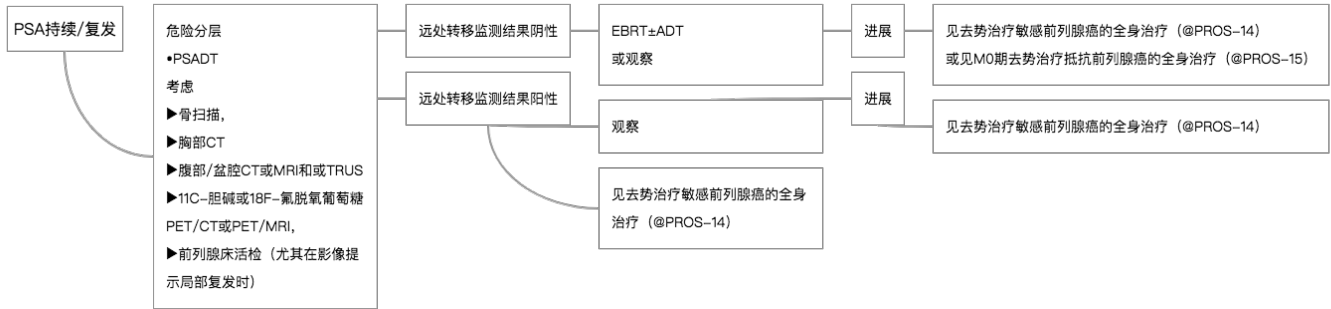 PSA持续/复发
危险分层
•PSADT
考虑
▶骨扫描，
▶胸部CT
▶腹部/盆腔CT或MRI和或TRUS
▶11C-胆碱或18F-氟脱氧葡萄糖
PET/CT或PET/MRI，
▶前列腺床活检（尤其在影像提
示局部复发时）
远处转移监测结果阴性
EBRT±ADT
或观察
进展
见去势治疗敏感前列腺癌的全身治疗（@PROS-14）
或见M0期去势治疗抵抗前列腺癌的全身治疗（@PROS-15）
远处转移监测结果阳性
观察
进展
见去势治疗敏感前列腺癌的全身治疗（@PROS-14）
见去势治疗敏感前列腺癌的全身
治疗（@PROS-14）